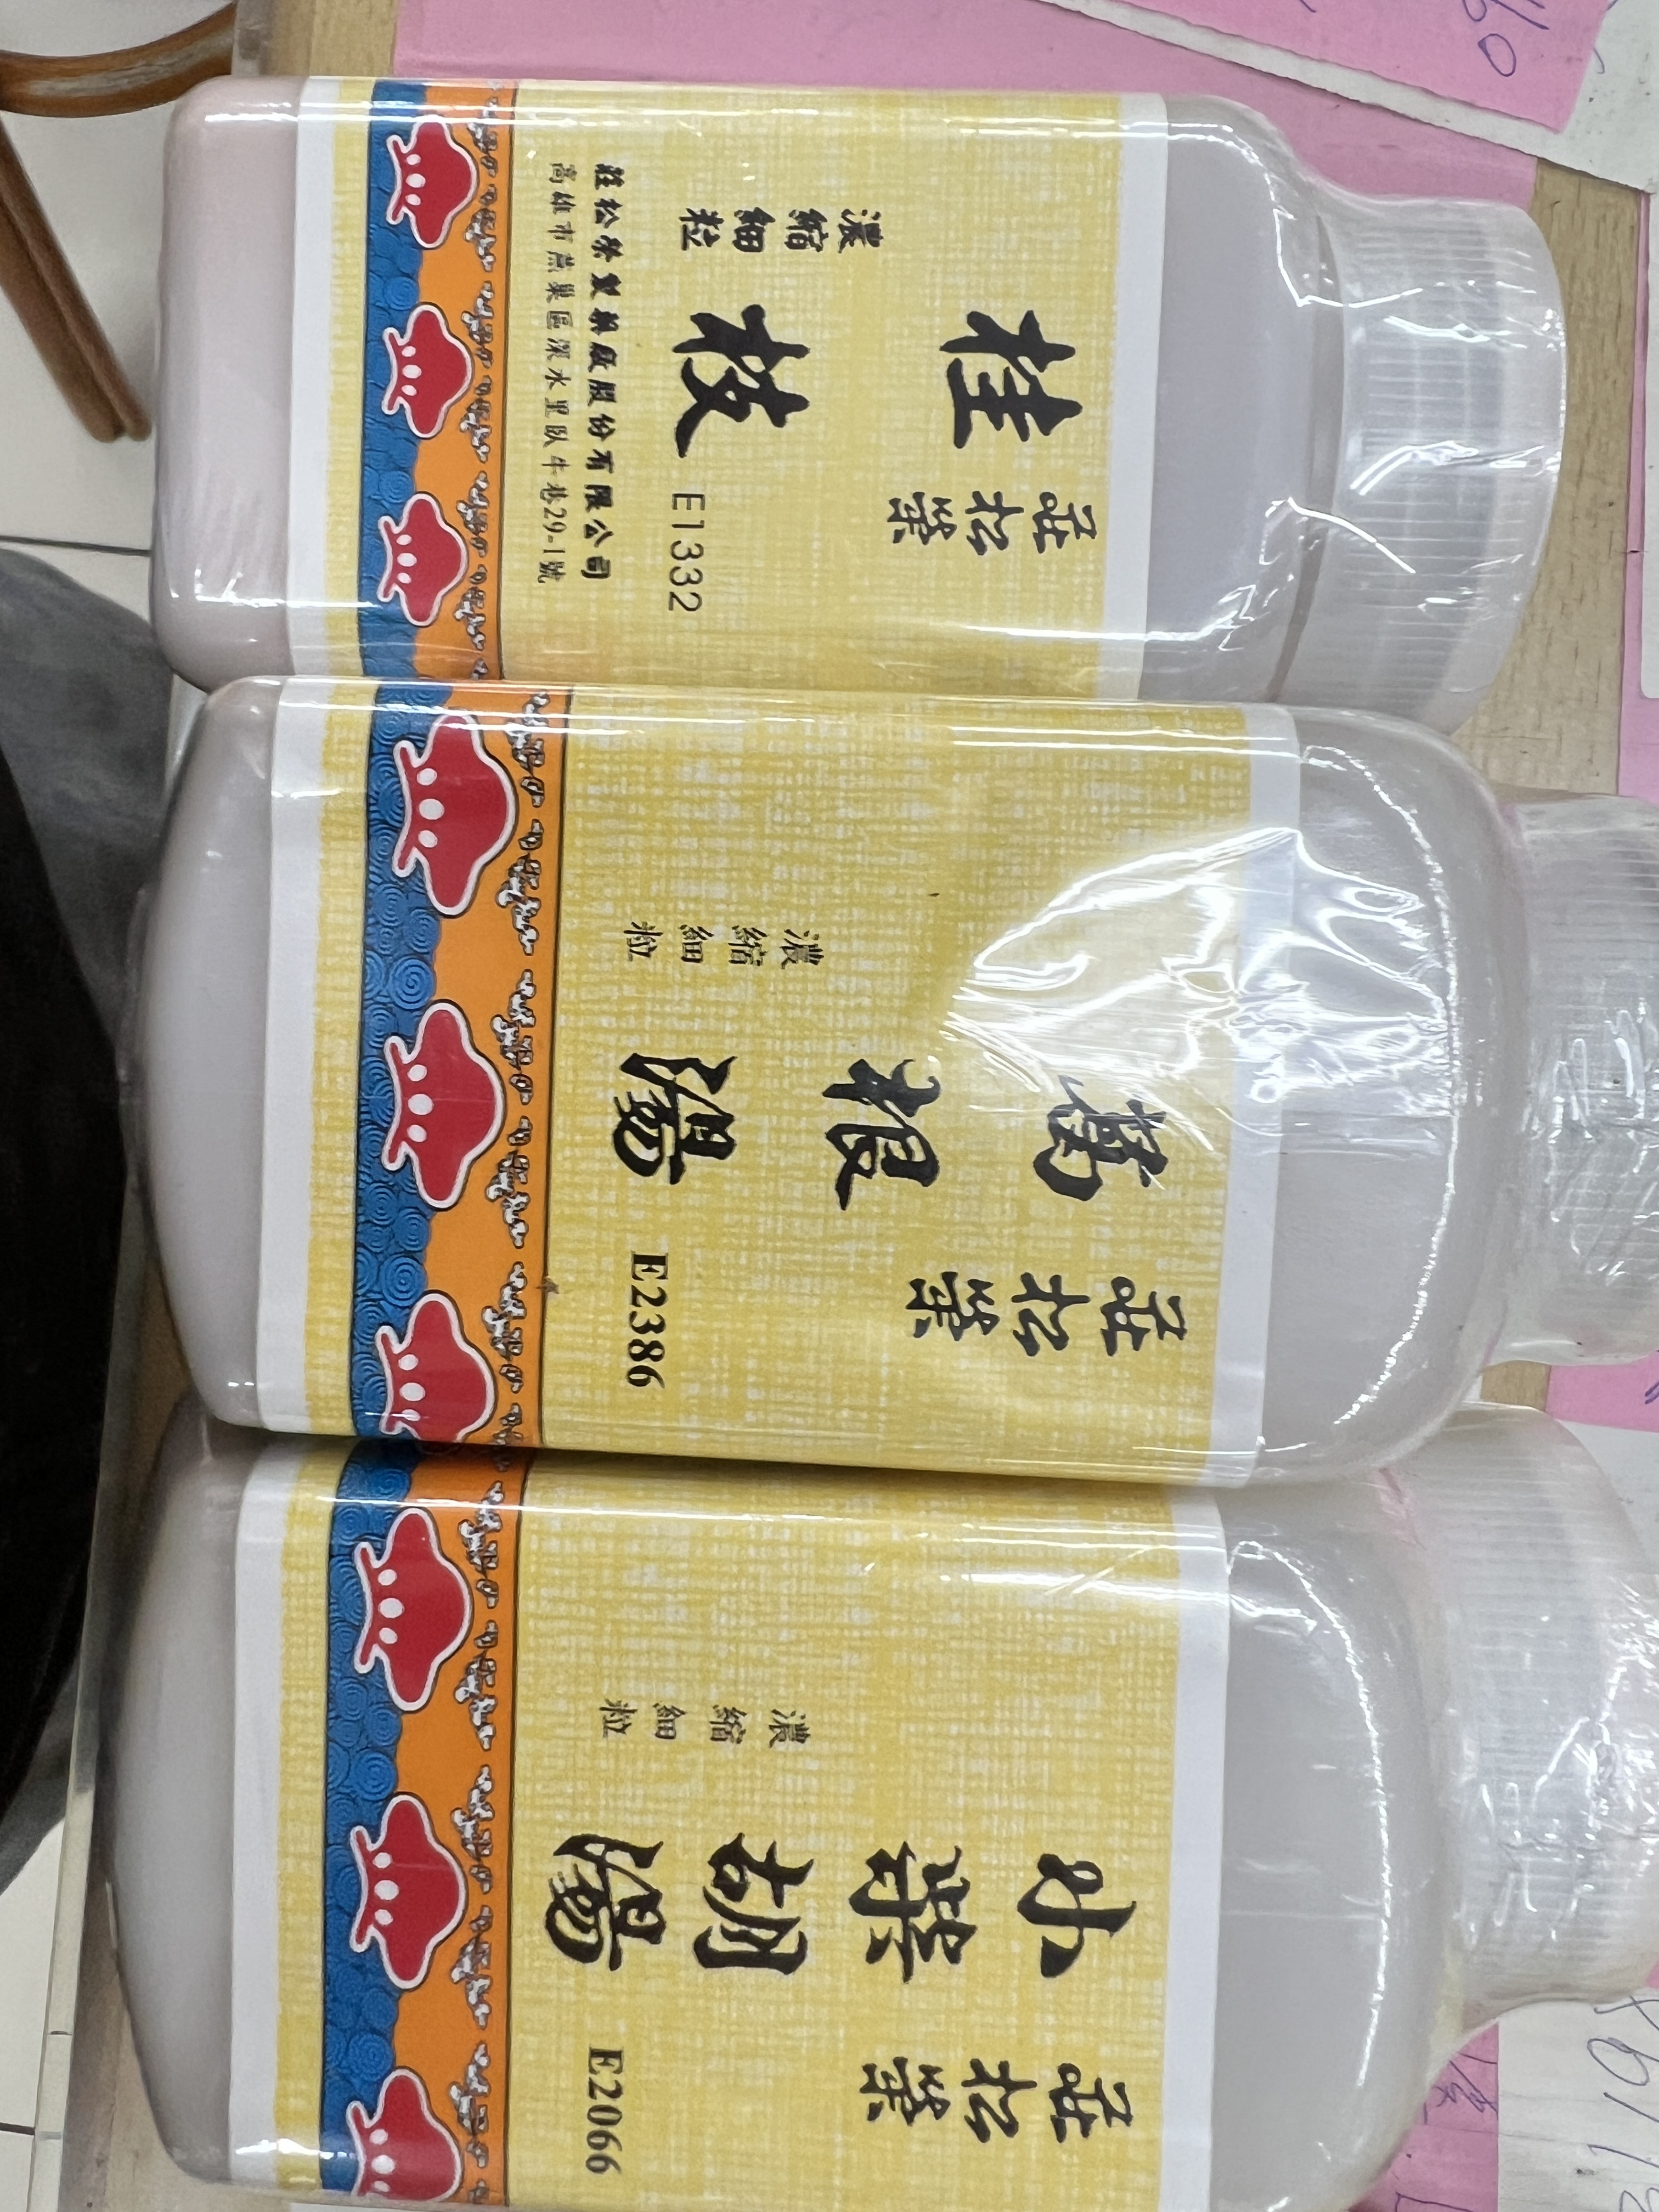 桂枝
莊松榮
濃縮細粒
E1332
莊松榮製藥廠股份有限公司
高雄市燕巢區深水里臥牛巷29-1號
葛根湯
莊松榮
濃縮細粒
E2386
小柴胡湯
莊松榮
濃縮細粒
E2066